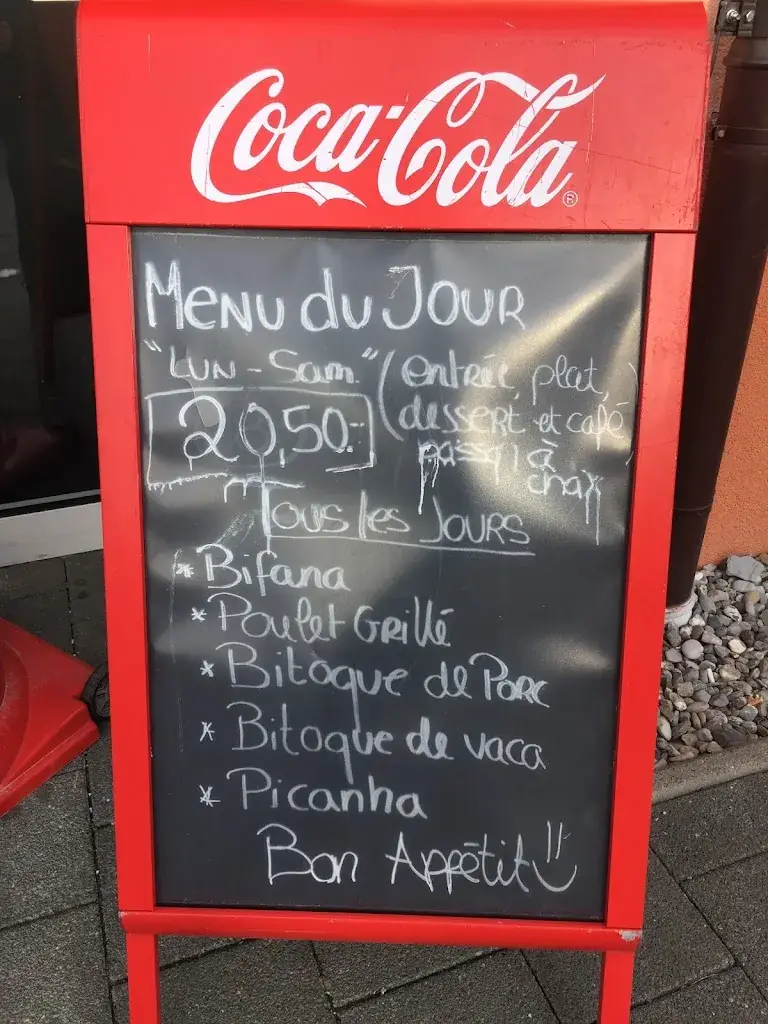 Coca-Cola
®
Menu du Jour
"Lun - Sam." (entrée, plat,
20,50.- dessert et café
à
choix
Tous les Jours
* Bifana
* Poulet Grillé
* Bitoque de Porc
* Bitoque de vaca
* Picanha
Bon Appétit